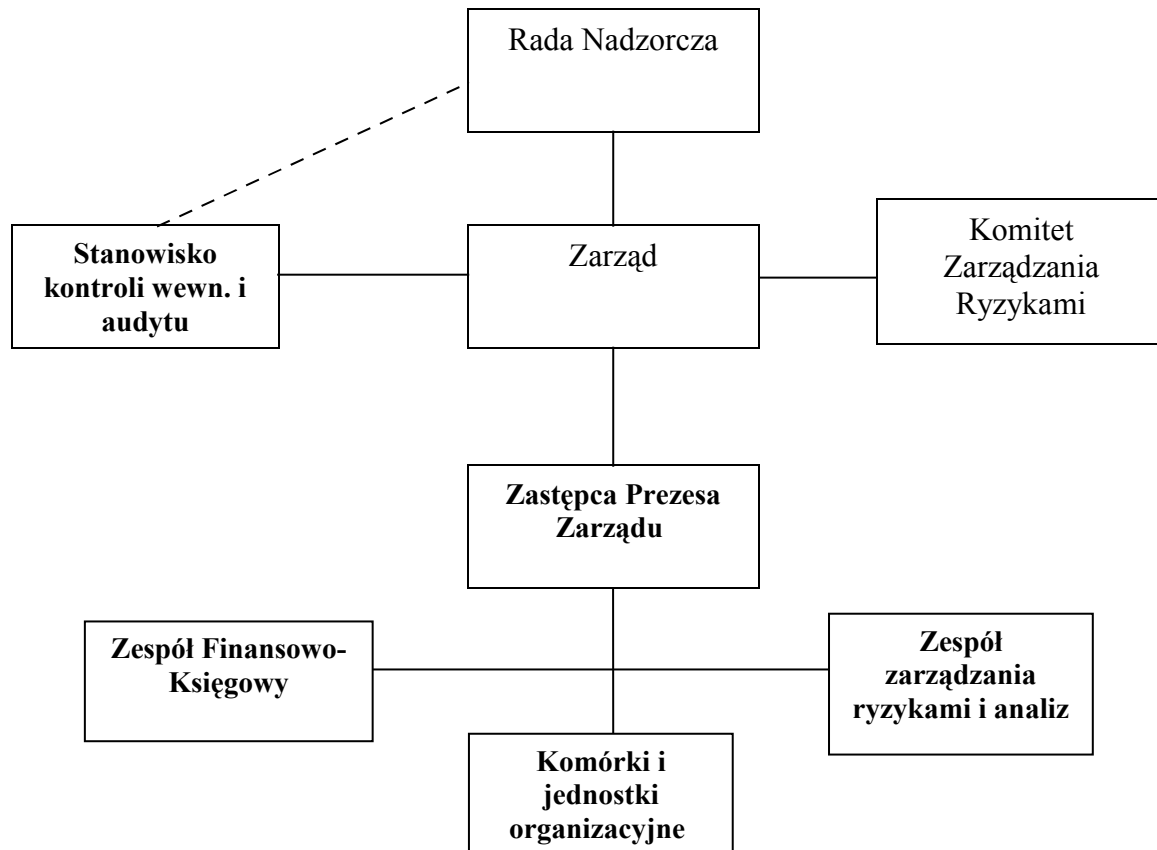 Rada Nadzorcza
Stanowisko
kontroli wewn. i
audytu
Zarząd
Komitet
Zarządzania
Ryzykami
Zastępca Prezesa
Zarządu
Zespół Finansowo-
Księgowy
Zespół
zarządzania
ryzykami i analiz
Komórki i
jednostki
organizacyjne